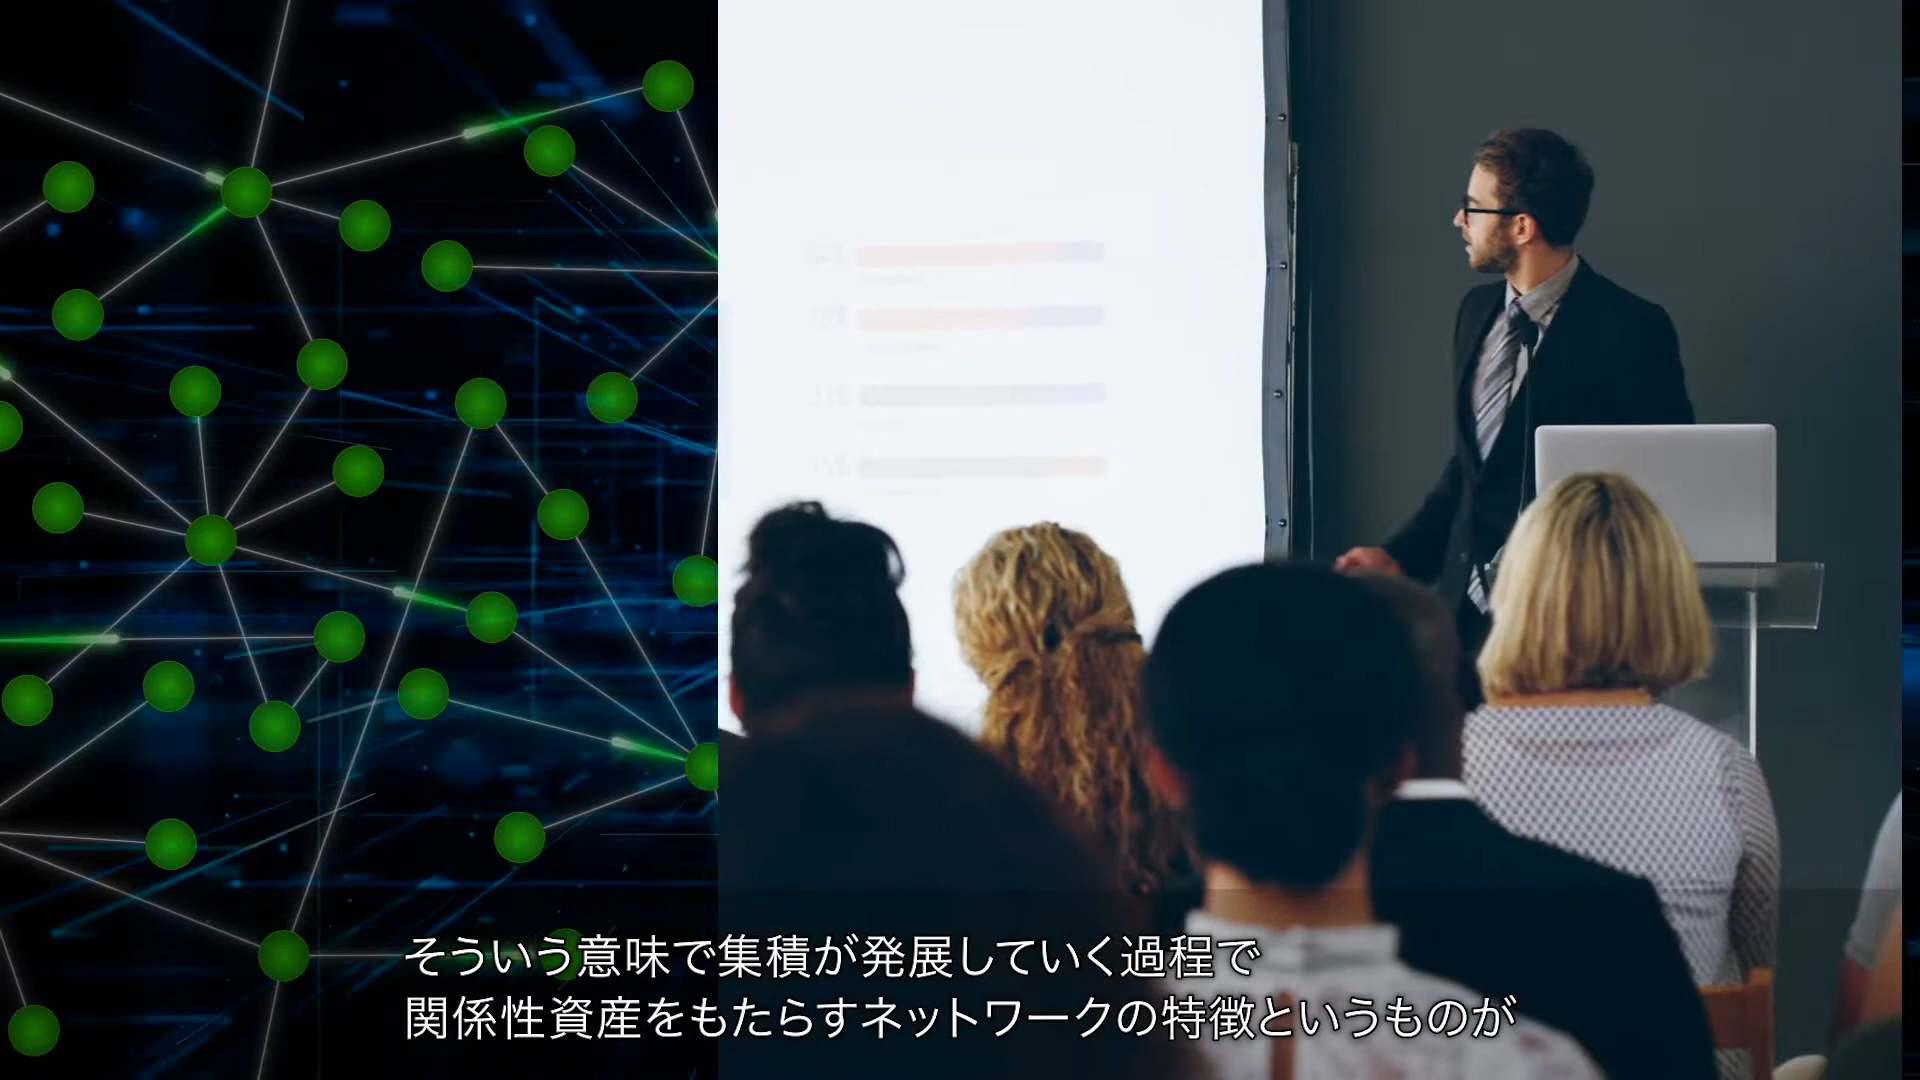 そういう意味で集積が発展していく過程で
関係性資産をもたらすネットワークの特徴というものが